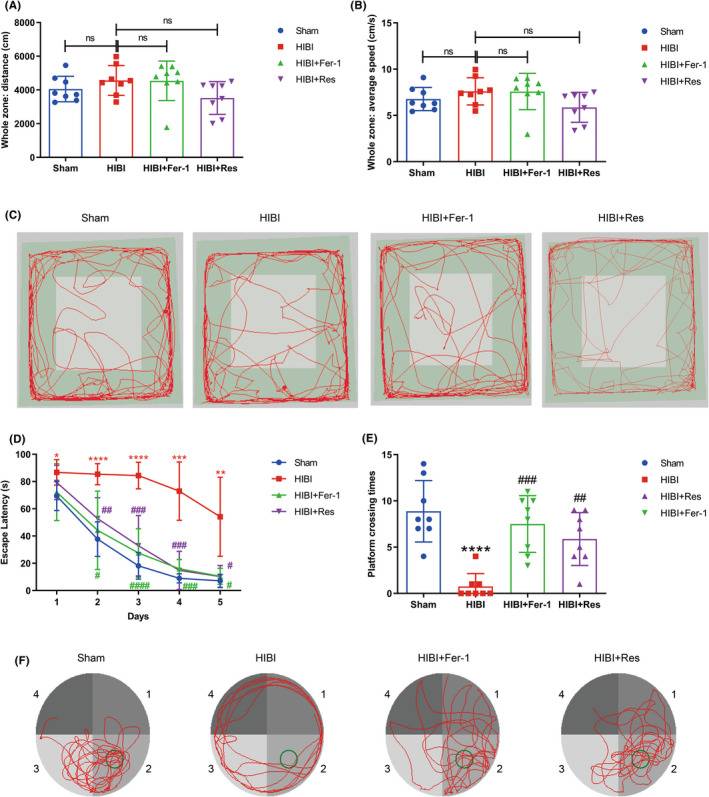 (A)
Whole zone: distance (cm)
8000
6000
4000
2000
0
ns
ns
ns
Sham
HIBI
HIBI+Fer-1
HIBI+Res
Sham
HIBI
HIBI+Fer-1
HIBI+Res
(B)
Whole zone: average speed (cm/s)
15
10
5
0
ns
ns
ns
Sham
HIBI
HIBI+Fer-1
HIBI+Res
Sham
HIBI
HIBI+Fer-1
HIBI+Res
(C)
Sham
HIBI
HIBI+Fer-1
HIBI+Res
(D)
Escape Latency (s)
100
80
60
40
20
0
*
****
****
***
**
##
###
###
#
#
####
###
#
1
2
3
4
5
Days
Sham
HIBI
HIBI+Fer-1
HIBI+Res
(E)
Platform crossing times
15
10
5
0
****
###
##
Sham
HIBI
HIBI+Fer-1
HIBI+Res
Sham
HIBI
HIBI+Res
HIBI+Fer-1
(F)
Sham
HIBI
HIBI+Fer-1
HIBI+Res
4
1
3
2
4
1
3
2
4
1
3
2
4
1
3
2